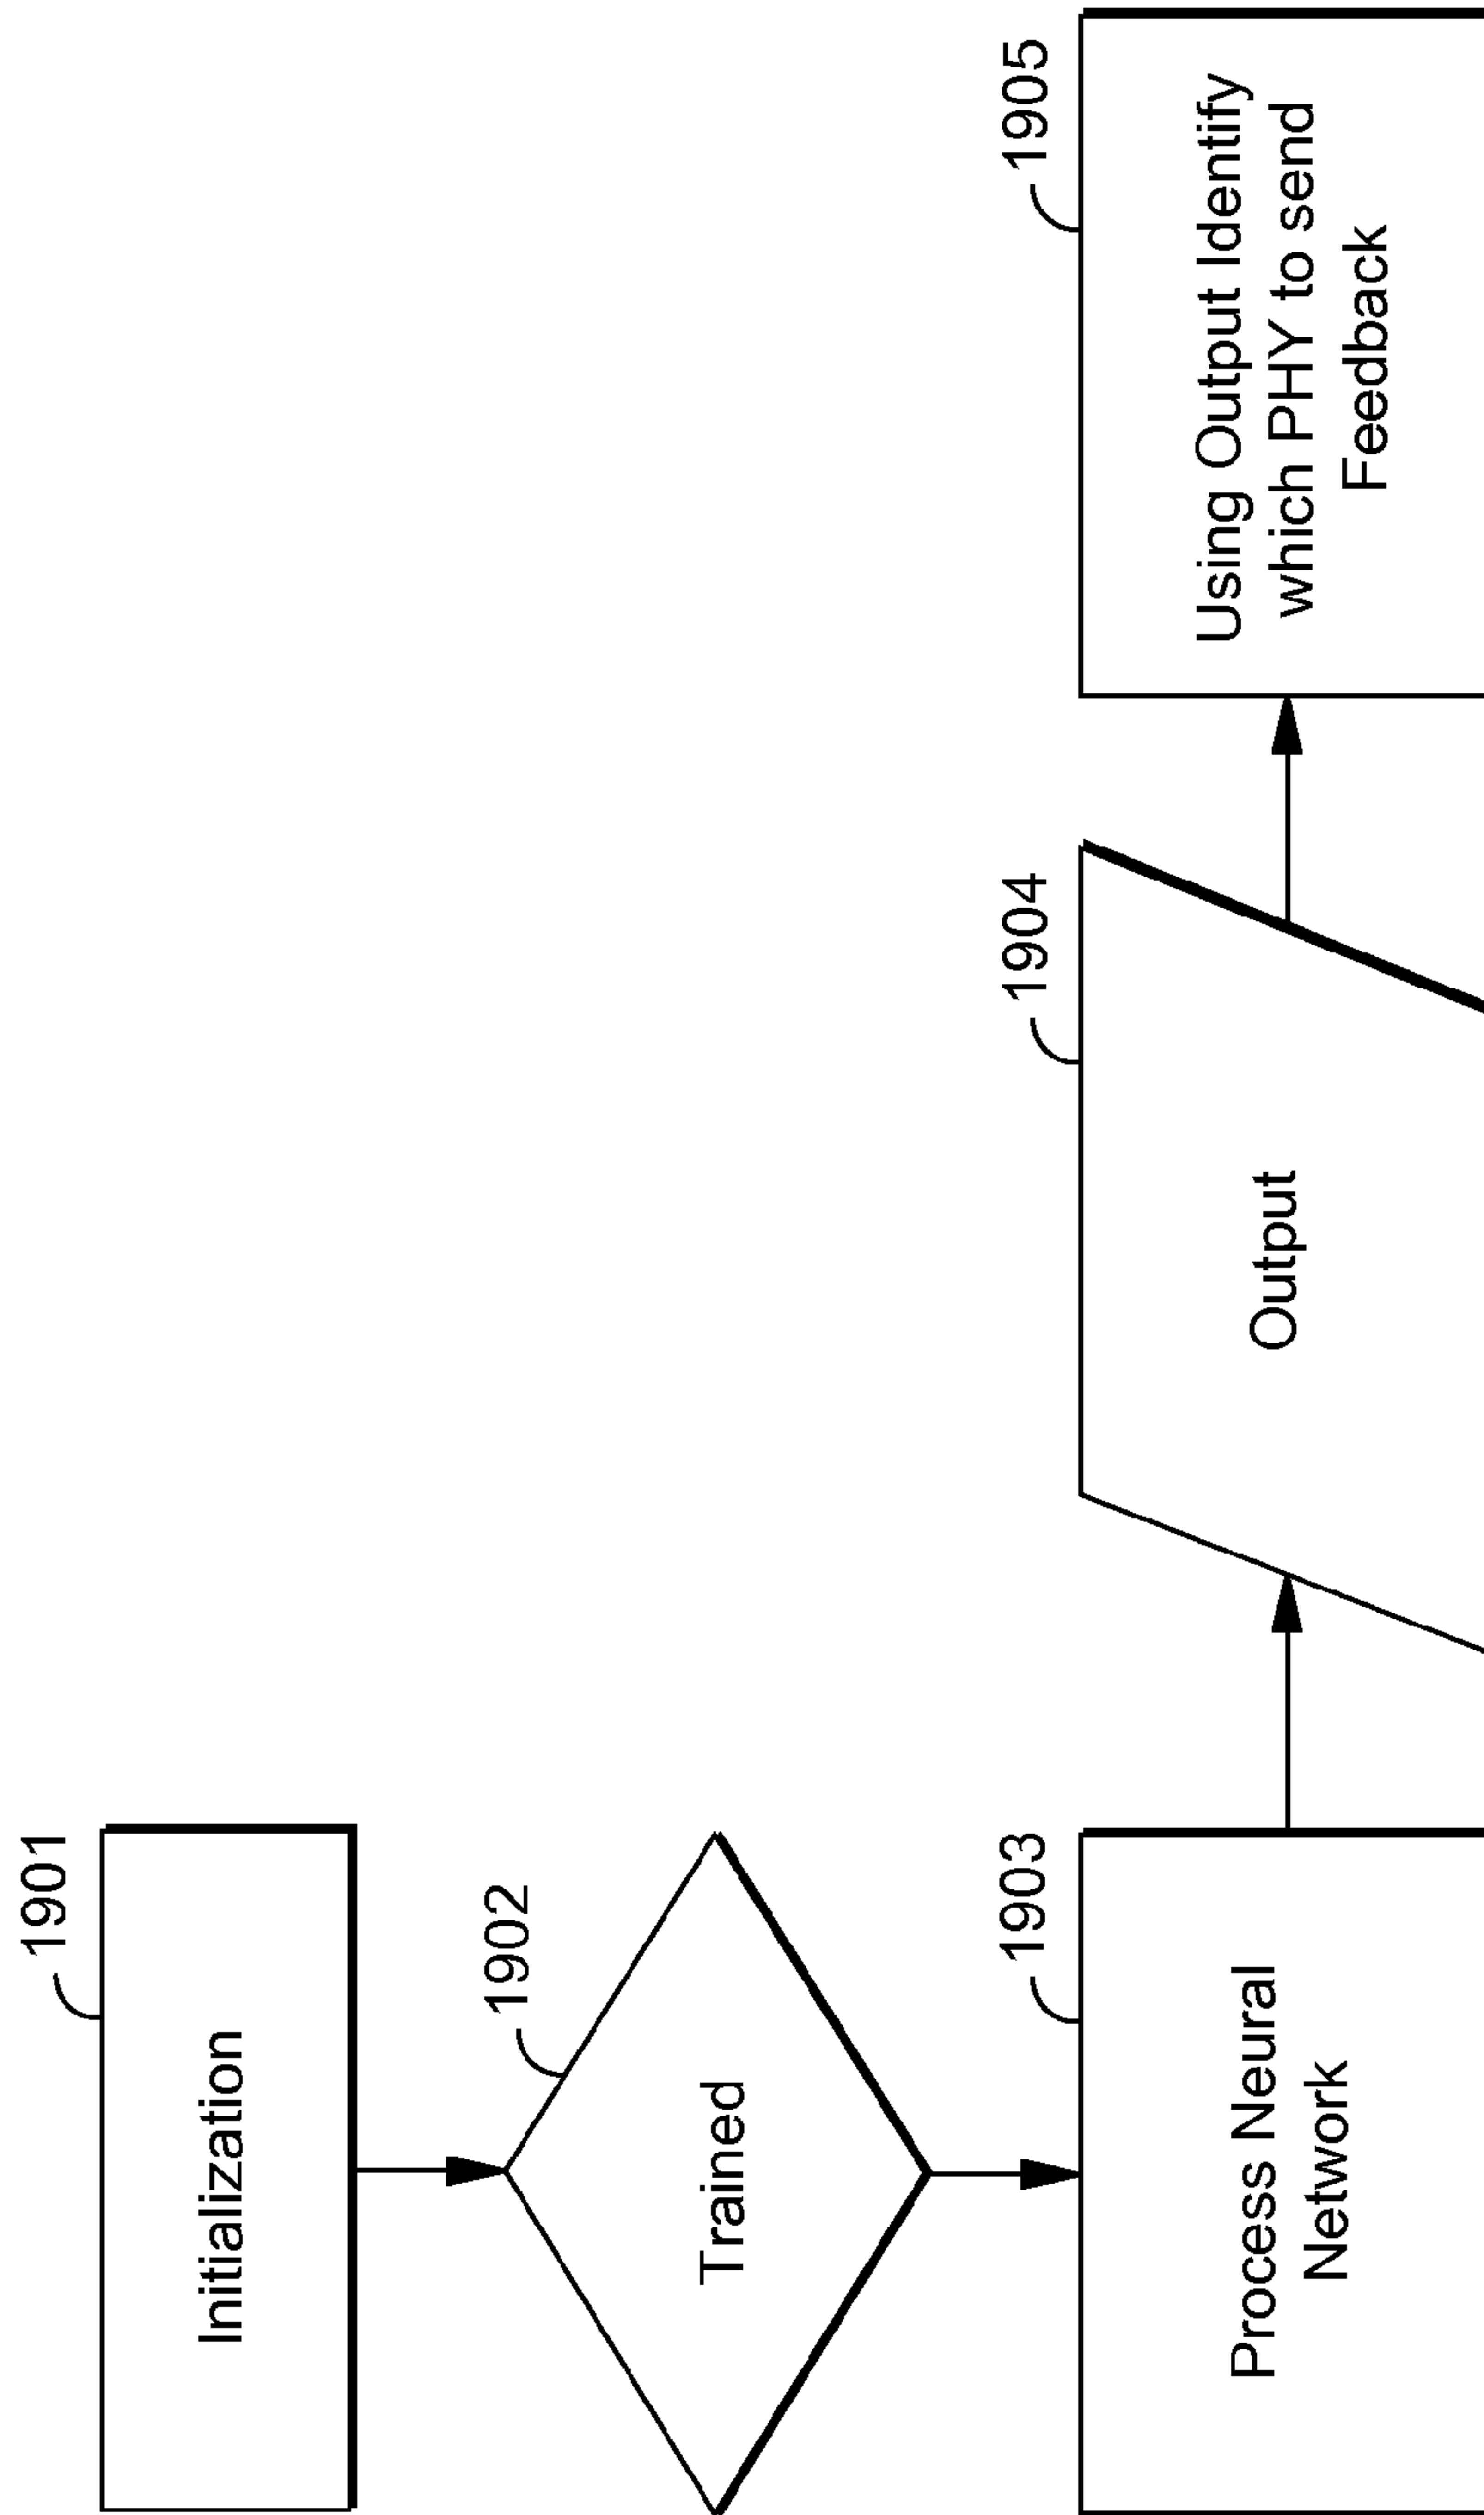 1901
Initialization
1902
Trained
1903
Process Neural
Network
1904
Output
1905
Using Output Identify
which PHY to send
Feedback